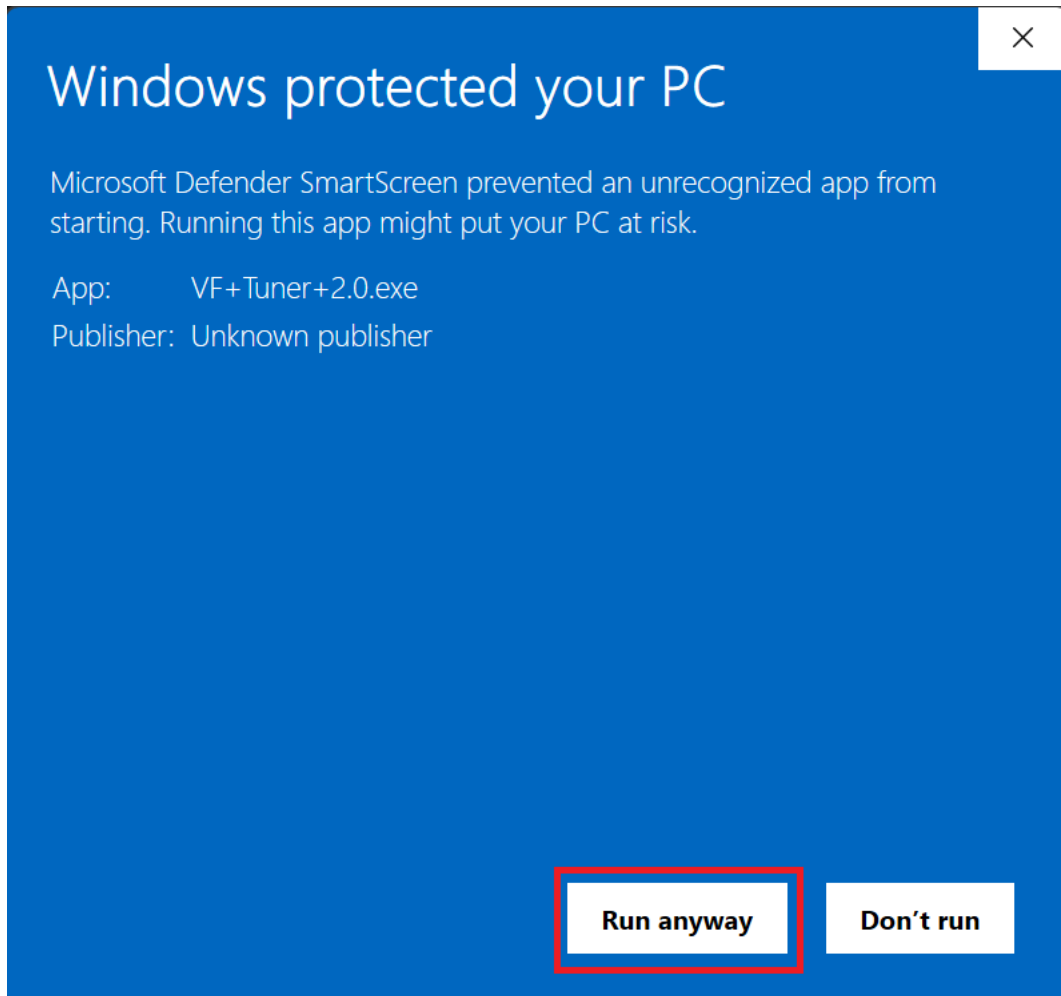 Windows protected your PC
Microsoft Defender SmartScreen prevented an unrecognized app from
starting. Running this app might put your PC at risk.
App: VF+Tuner+2.0.exe
Publisher: Unknown publisher
Run anyway Don’t run